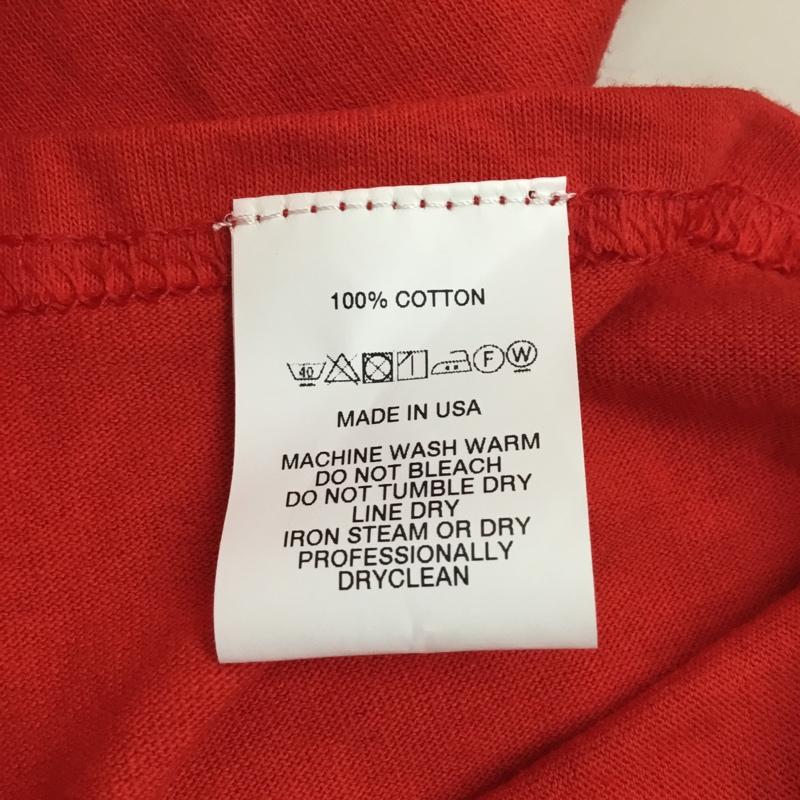 100% COTTON
40 F W
MADE IN USA
MACHINE WASH WARM
DO NOT BLEACH
DO NOT TUMBLE DRY
LINE DRY
IRON STEAM OR DRY
PROFESSIONALLY
DRYCLEAN